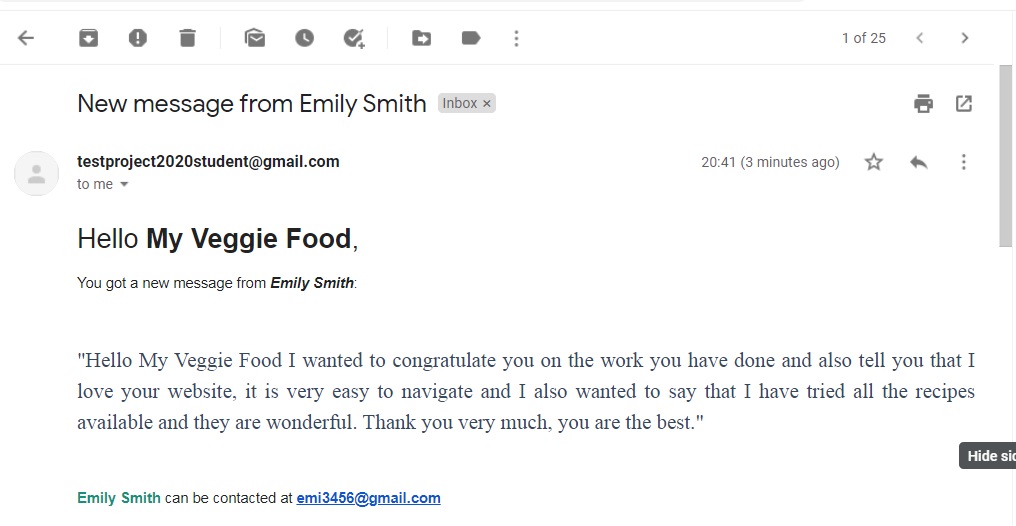 1 of 25
New message from Emily Smith Inbox ×
testproject2020student@gmail.com 20:41 (3 minutes ago)
to me
Hello My Veggie Food,
You got a new message from Emily Smith:
"Hello My Veggie Food I wanted to congratulate you on the work you have done and also tell you that I
love your website, it is very easy to navigate and I also wanted to say that I have tried all the recipes
available and they are wonderful. Thank you very much, you are the best."
Hide
Emily Smith can be contacted at emi3456@gmail.com